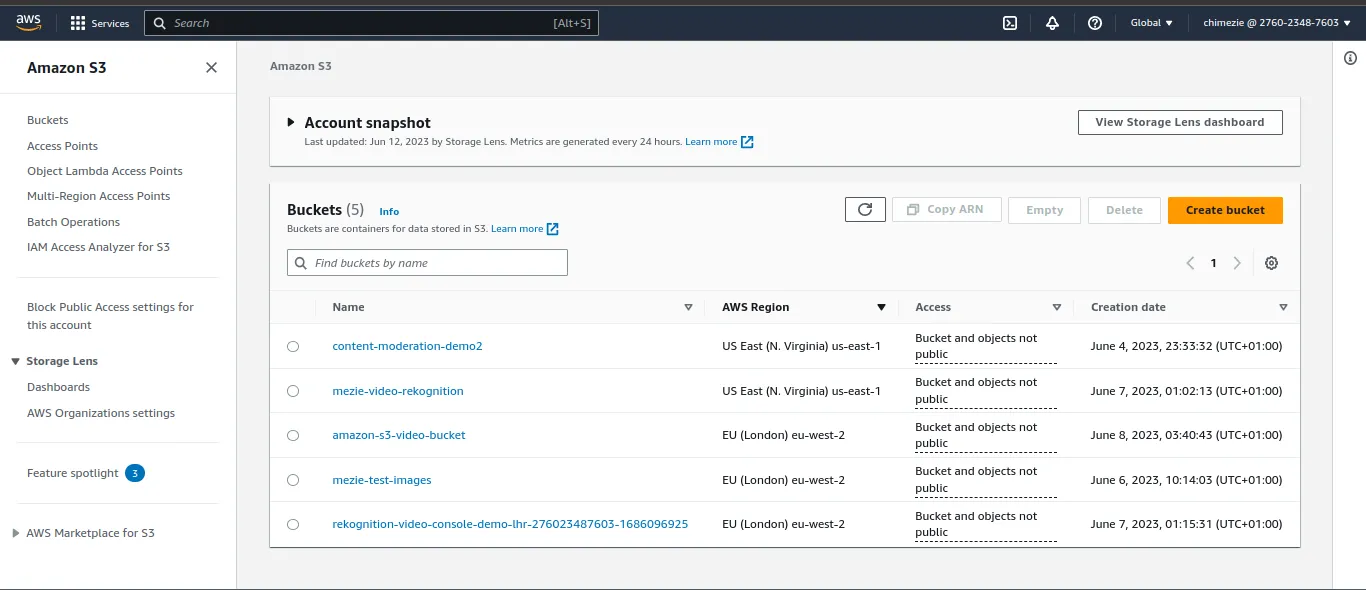 aws
Services
Search [Alt+S]
Global
chimezie @ 2760-2348-7603
Amazon S3
Buckets
Access Points
Object Lambda Access Points
Multi-Region Access Points
Batch Operations
IAM Access Analyzer for S3
Block Public Access settings for
this account
Storage Lens
Dashboards
AWS Organizations settings
Feature spotlight 3
AWS Marketplace for S3
Amazon S3
Account snapshot
Last updated: Jun 12, 2023 by Storage Lens. Metrics are generated every 24 hours. Learn more
View Storage Lens dashboard
Buckets (5) Info
Buckets are containers for data stored in S3. Learn more
Copy ARN
Empty
Delete
Create bucket
Find buckets by name
1
Name AWS Region Access Creation date
content-moderation-demo2 US East (N. Virginia) us-east-1 Bucket and objects not June 4, 2023, 23:33:32 (UTC+01:00)
public
mezie-video-rekognition US East (N. Virginia) us-east-1 Bucket and objects not June 7, 2023, 01:02:13 (UTC+01:00)
public
amazon-s3-video-bucket EU (London) eu-west-2 Bucket and objects not June 8, 2023, 03:40:43 (UTC+01:00)
public
mezie-test-images EU (London) eu-west-2 Bucket and objects not June 6, 2023, 10:14:03 (UTC+01:00)
public
rekognition-video-console-demo-lhr-276023487603-1686096925 EU (London) eu-west-2 Bucket and objects not June 7, 2023, 01:15:31 (UTC+01:00)
public